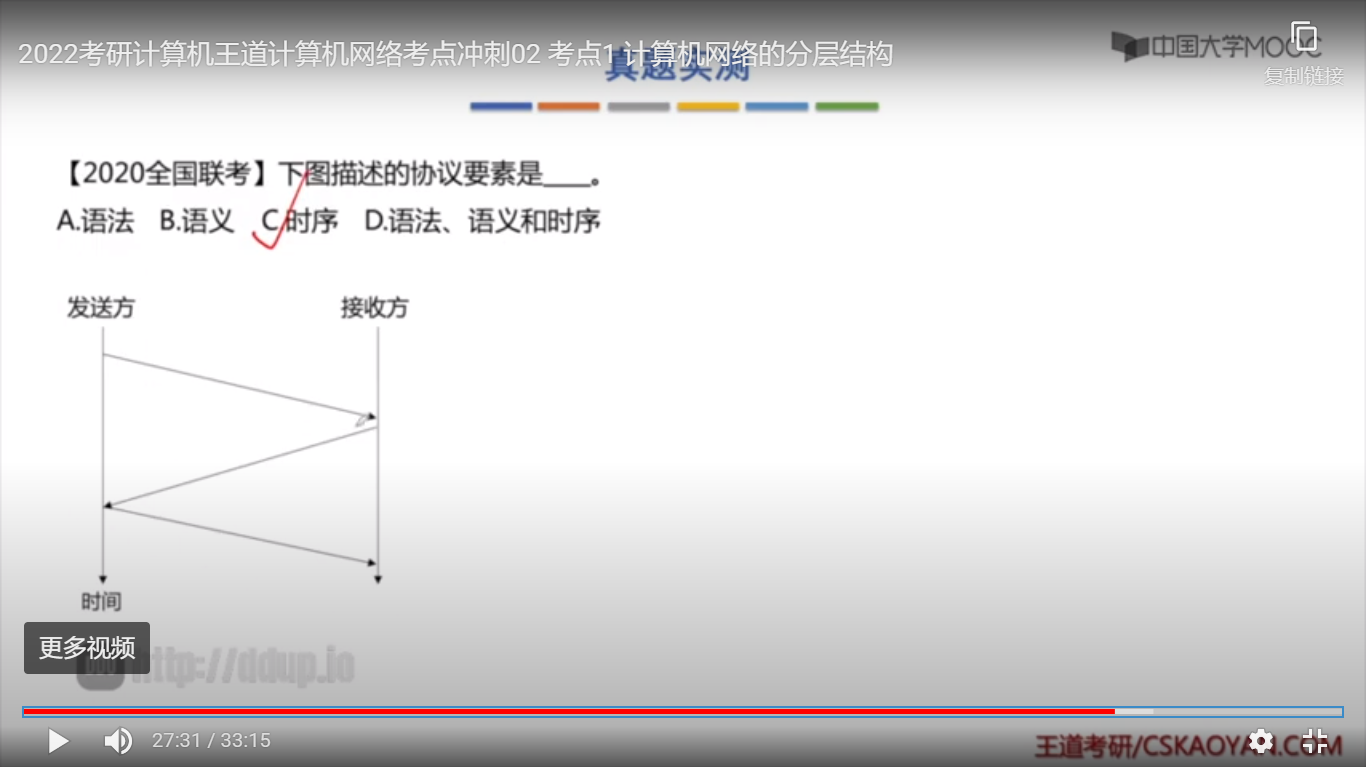 2022考研计算机王道计算机网络考点冲刺02 考点1 计算机网络的分层结构
真题实测
中国大学MOOC
复制链接
【2020全国联考】下图描述的协议要素是____。
A.语法 B.语义 C.时序 D.语法、语义和时序
发送方 接收方
时间
更多视频
http://ddup.io
27:31 / 33:15
王道考研/CSKAOYAN.COM